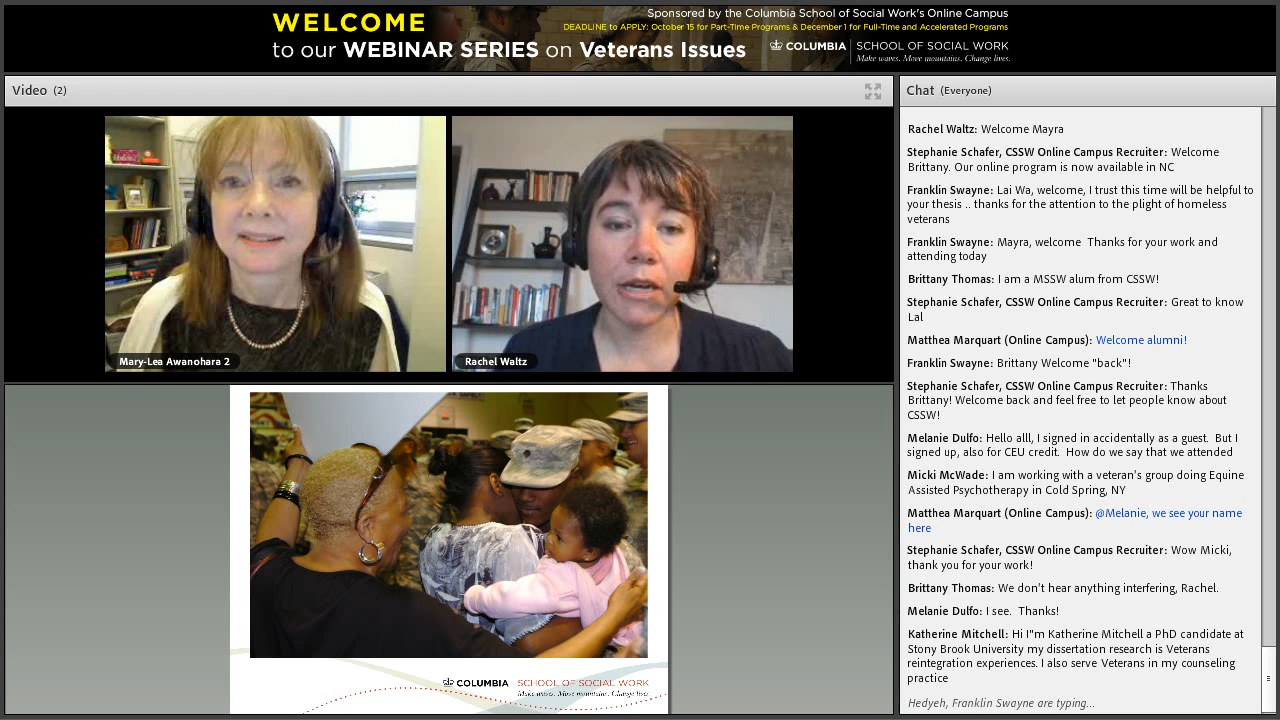 WELCOME
to our WEBINAR SERIES on Veterans Issues
Sponsored by the Columbia School of Social Work's Online Campus
DEADLINE to APPLY: October 15 for Part-Time Programs & December 1 for Full-Time and Accelerated Programs
COLUMBIA SCHOOL OF SOCIAL WORK
Make waves. Move mountains. Change lives.
Video (2)
Mary-Lea Awanohara 2
Rachel Waltz
COLUMBIA SCHOOL OF SOCIAL WORK
Make waves. Move mountains. Change lives
Chat (Everyone)
Rachel Waltz: Welcome Mayra
Stephanie Schafer, CSSW Online Campus Recruiter: Welcome
Brittany. Our online program is now available in NC
Franklin Swayne: Lai Wa, welcome, I trust this time will be helpful to
your thesis .. thanks for the attention to the plight of homeless
veterans
Franklin Swayne: Mayra, welcome Thanks for your work and
attending today
Brittany Thomas: I am a MSSW alum from CSSW!
Stephanie Schafer, CSSW Online Campus Recruiter: Great to know
Lal
Matthea Marquart (Online Campus): Welcome alumni!
Franklin Swayne: Brittany Welcome "back"!
Stephanie Schafer, CSSW Online Campus Recruiter: Thanks
Brittany! Welcome back and feel free to let people know about
CSSW!
Melanie Dulfo: Hello alll, I signed in accidentally as a guest. But I
signed up, also for CEU credit. How do we say that we attended
Micki McWade: I am working with a veteran's group doing Equine
Assisted Psychotherapy in Cold Spring, NY
Matthea Marquart (Online Campus): @Melanie, we see your name
here
Stephanie Schafer, CSSW Online Campus Recruiter: Wow Micki,
thank you for your work!
Brittany Thomas: We don't hear anything interfering, Rachel.
Melanie Dulfo: I see. Thanks!
Katherine Mitchell: Hi I"m Katherine Mitchell a PhD candidate at
Stony Brook University my dissertation research is Veterans
reintegration experiences. I also serve Veterans in my counseling
practice
Hedyeh, Franklin Swayne are typing...